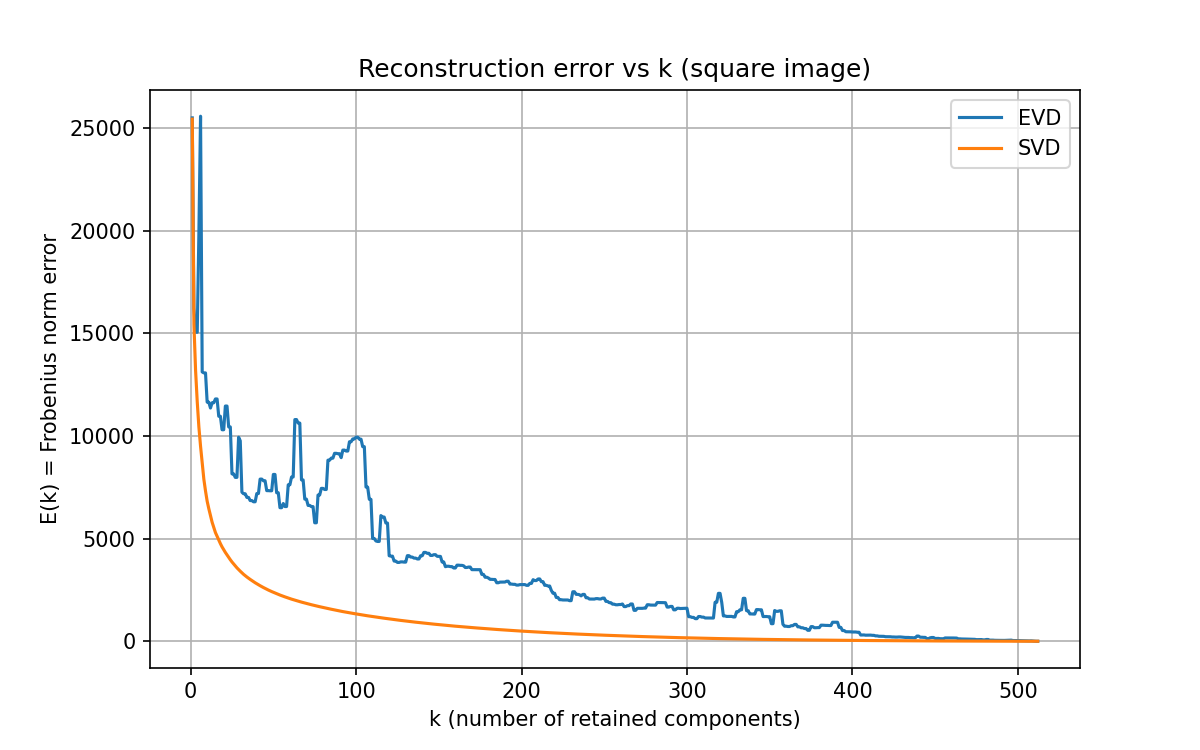 Reconstruction error vs k (square image)
EVD
SVD
E(k) = Frobenius norm error
25000
20000
15000
10000
5000
0
0 100 200 300 400 500
k (number of retained components)